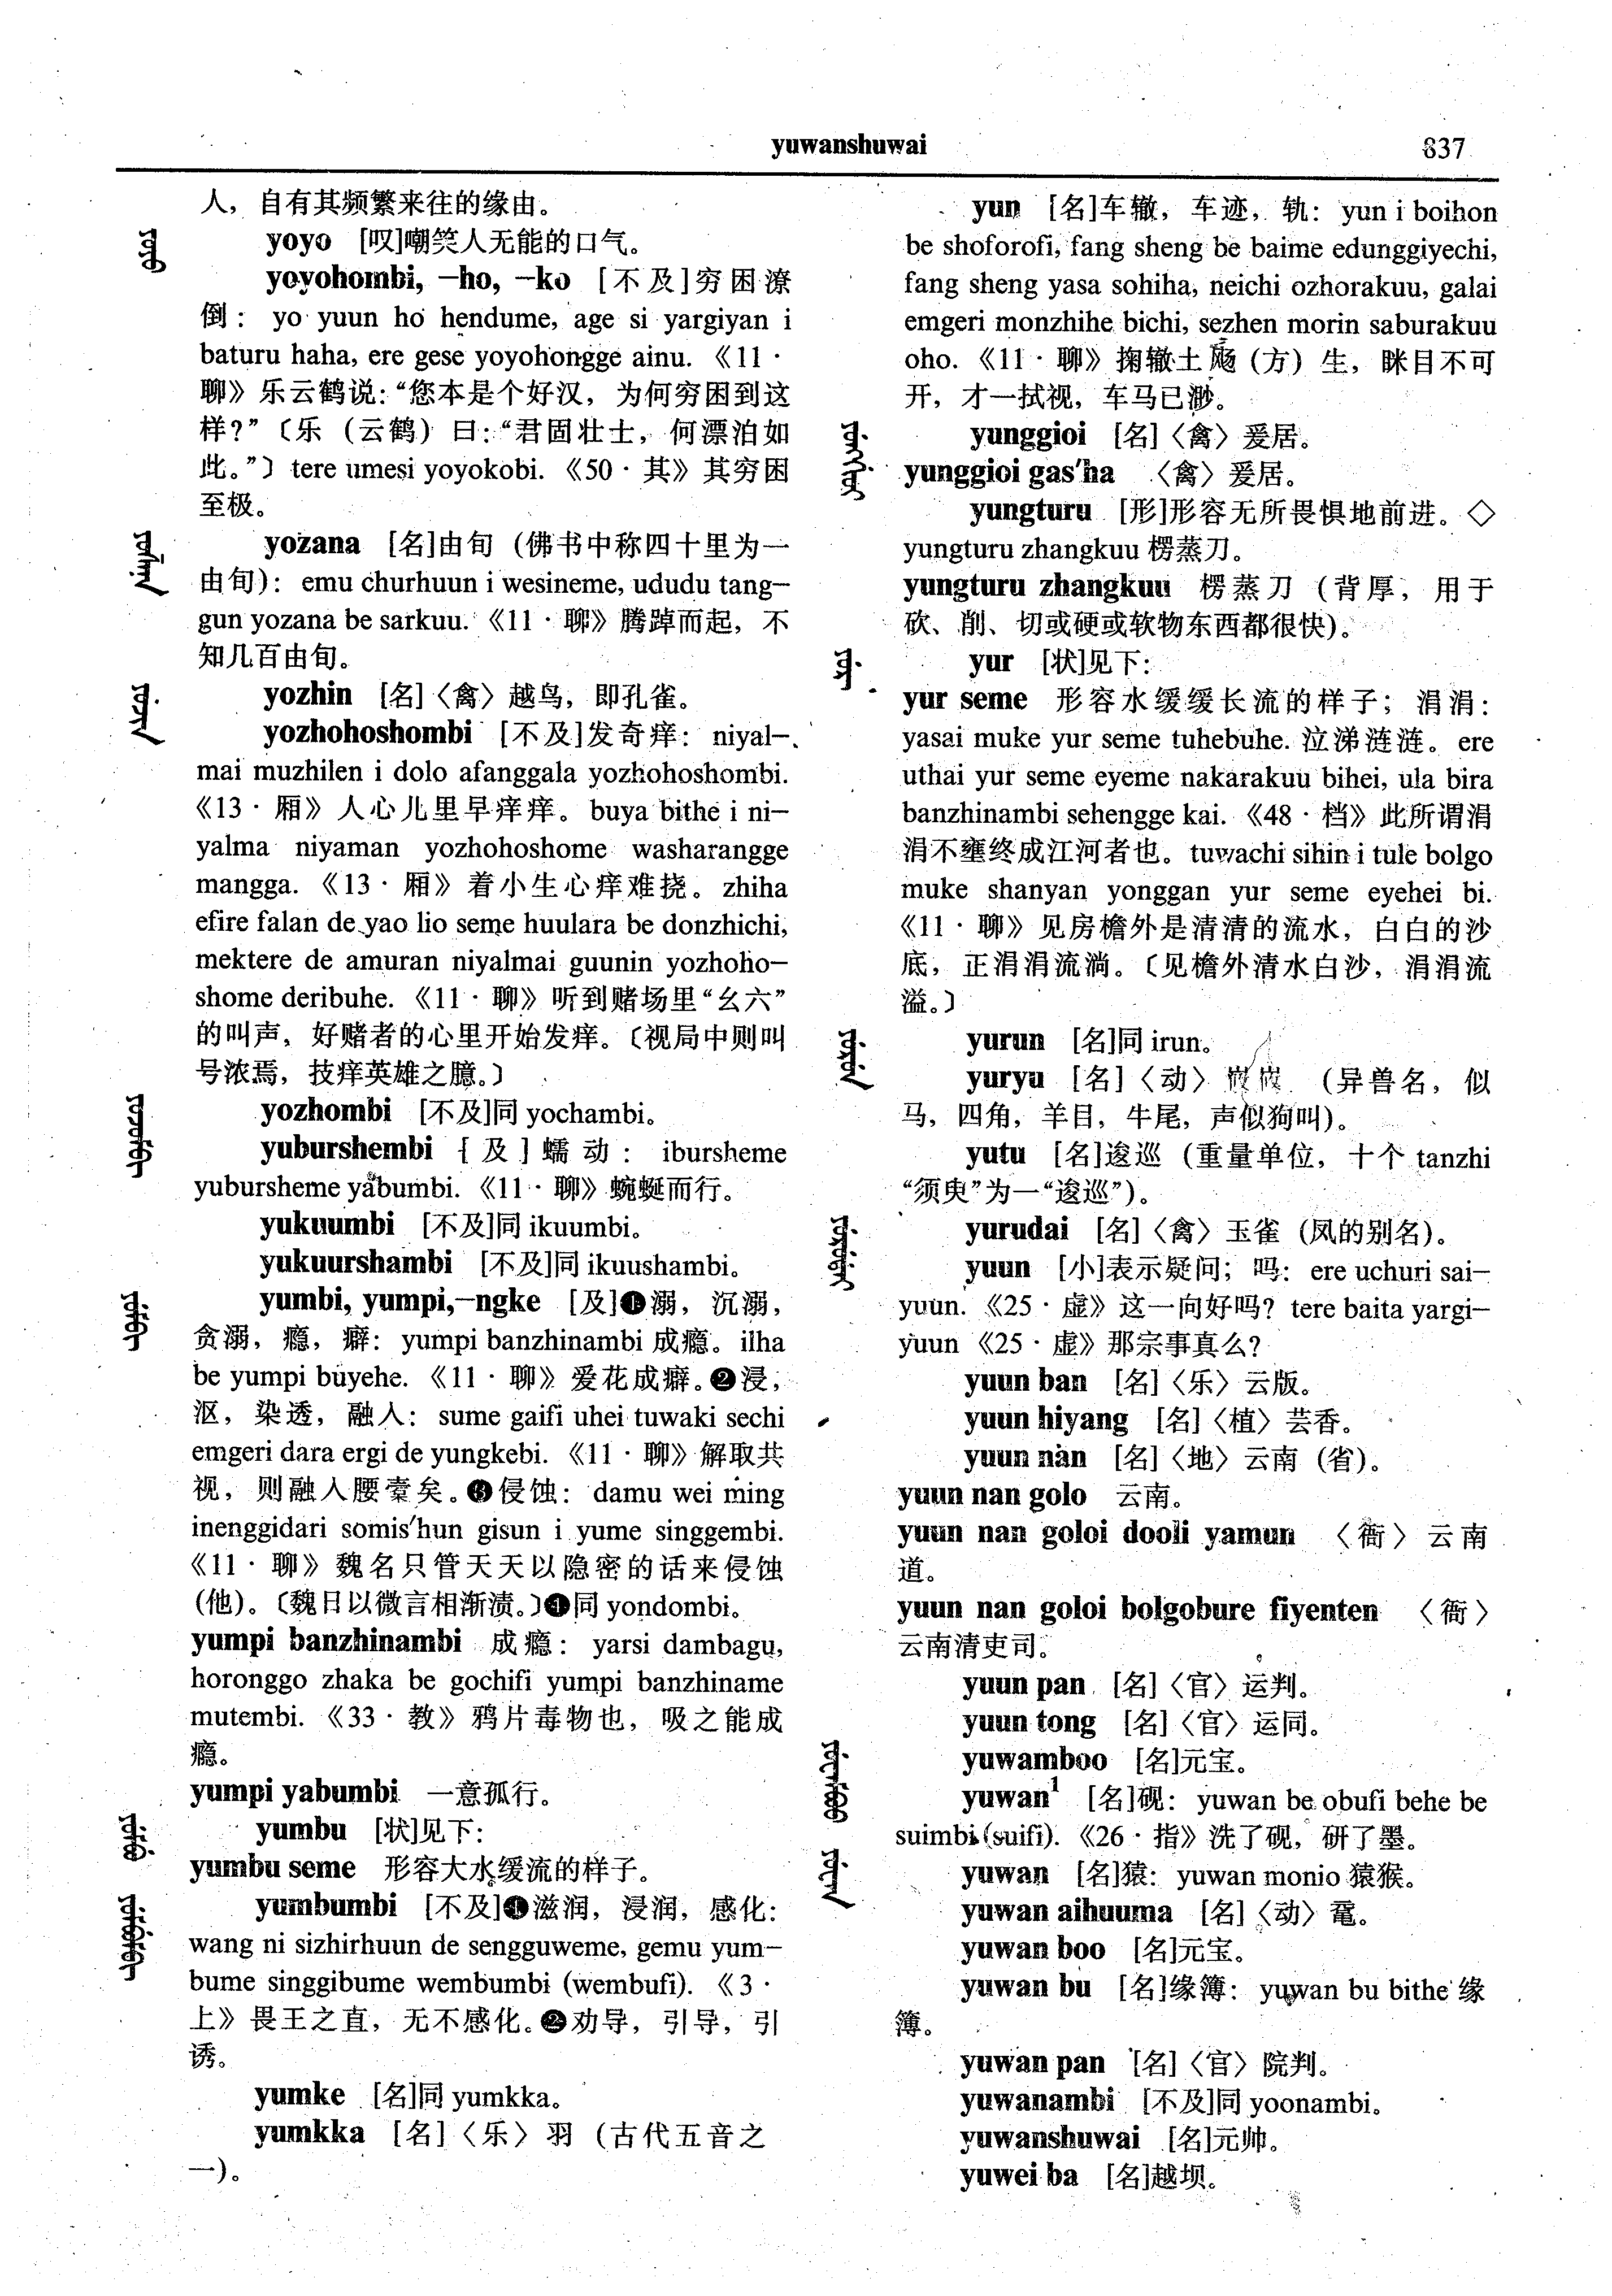 yuwanshuwai
837
人，自有其频繁来往的缘由。
yoyo [叹]嘲笑人无能的口气。
yoyohombi, —ho, —ko [不及]穷困潦
倒：yo yuun ho hendume, age si yargiyan i
baturu haha, ere gese yoyohongge ainu.《11·
聊》乐云鹤说：“您本是个好汉，为何穷困到这
样？”〔乐（云鹤）曰：“君固壮士，何漂泊如
此。”〕tere umesi yoyokobi.《50·其》其穷困
至极。
yozana [名]由旬（佛书中称四十里为一
由旬）：emu churhuun i wesineme, ududu tang—
gun yozana be sarkuu.《11·聊》腾踔而起，不
知几百由旬。
yozhin [名]〈禽〉越鸟，即孔雀。
yozhohoshombi [不及]发奇痒：niyal—
mai muzhilen i dolo afanggala yozhohoshombi.
《13·厢》人心儿里早痒痒。buya bithe i ni—
yalma niyaman yozhohoshome washarangge
mangga.《13·厢》着小生心痒难挠。zhiha
efire falan de yao lio seme huulara be donzhichi,
mektere de amuran niyalmai guunin yozhoho—
shome deribuhe.《11·聊》听到赌场里“幺六”
的叫声，好赌者的心里开始发痒。〔视局中则叫
号浓焉，技痒英雄之臆。〕
yozhombi [不及]同 yochambi。
yuburshembi [及]蠕动：ibursheme
yubursheme yabumbi.《11·聊》蜿蜒而行。
yukuumbi [不及]同 ikuumbi。
yukuurshambi [不及]同 ikuushambi。
yumbi, yumpi,—ngke [及]❶溺，沉溺，
贪溺，瘾，癖：yumpi banzhinambi 成瘾。ilha
be yumpi buyehe.《11·聊》爱花成癖。❷浸，
沤，染透，融入：sume gaifi uhei tuwaki sechi
emgeri dara ergi de yungkebi.《11·聊》解取共
视，则融入腰橐矣。❸侵蚀：damu wei ming
inenggidari somis'hun gisun i yume singgembi.
《11·聊》魏名只管天天以隐密的话来侵蚀
（他）。〔魏日以微言相渐渍。〕❹同 yondombi。
yumpi banzhinambi 成瘾：yarsi dambagu,
horonggo zhaka be gochifi yumpi banzhiname
mutembi.《33·教》鸦片毒物也，吸之能成
瘾。
yumpi yabumbi 一意孤行。
yumbu [状]见下：
yumbu seme 形容大水缓流的样子。
yumbumbi [不及]❶滋润，浸润，感化：
wang ni sizhirhuun de sengguweme, gemu yum—
bume singgibume wembumbi (wembufi).《3·
上》畏王之直，无不感化。❷劝导，引导，引
诱。
yumke [名]同 yumkka。
yumkka [名]〈乐〉羽（古代五音之
一）。
yun [名]车辙，车迹，轨：yun i boihon
be shoforofi, fang sheng be baime edunggiyechi,
fang sheng yasa sohiha, neichi ozhorakuu, galai
emgeri monzhihe bichi, sezhen morin saburakuu
oho.《11·聊》掬辙土飏（方）生，眯目不可
开，才一拭视，车马已渺。
yunggioi [名]〈禽〉爰居。
yunggioi gas'ha 〈禽〉爰居。
yungturu [形]形容无所畏惧地前进。◇
yungturu zhangkuu 楞蒸刀。
yungturu zhangkuu 楞蒸刀（背厚，用于
砍、削、切或硬或软物东西都很快）。
yur [状]见下：
yur seme 形容水缓缓长流的样子；涓涓：
yasai muke yur seme tuhebuhe. 泣涕涟涟。ere
uthai yur seme eyeme nakarakuu bihei, ula bira
banzhinambi sehengge kai.《48·档》此所谓涓
涓不壅终成江河者也。tuwachi sihin i tule bolgo
muke shanyan yonggan yur seme eyehei bi.
《11·聊》见房檐外是清清的流水，白白的沙
底，正涓涓流淌。〔见檐外清水白沙，涓涓流
溢。〕
yurun [名]同 irun。
yuryu [名]〈动〉（异兽名，似
马，四角，羊目，牛尾，声似狗叫）。
yutu [名]逡巡（重量单位，十个 tanzhi
“须臾”为一“逡巡”）。
yurudai [名]〈禽〉玉雀（凤的别名）。
yuun [小]表示疑问；吗：ere uchuri sai—
yuun.《25·虚》这一向好吗？tere baita yargi—
yuun《25·虚》那宗事真么？
yuun ban [名]〈乐〉云版。
yuun hiyang [名]〈植〉芸香。
yuun nan [名]〈地〉云南（省）。
yuun nan golo 云南。
yuun nan goloi dooli yamun 〈衙〉云南
道。
yuun nan goloi bolgobure fiyenten 〈衙〉
云南清吏司。
yuun pan [名]〈官〉运判。
yuun tong [名]〈官〉运同。
yuwamboo [名]元宝。
yuwan¹ [名]砚：yuwan be obufi behe be
suimbi (suifi).《26·指》洗了砚，研了墨。
yuwan [名]猿：yuwan monio 猿猴。
yuwan aihuuma [名]〈动〉鼋。
yuwan boo [名]元宝。
yuwan bu [名]缘簿：yuwan bu bithe 缘
簿。
yuwan pan [名]〈官〉院判。
yuwanambi [不及]同 yoonambi。
yuwanshuwai [名]元帅。
yuwei ba [名]越坝。